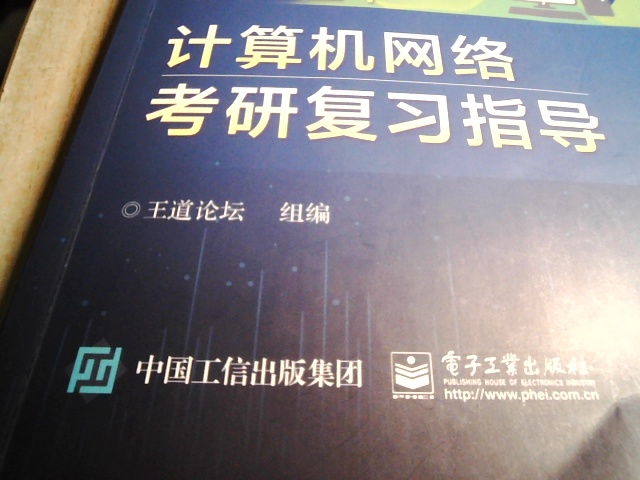 计算机网络
考研复习指导
◎王道论坛 组编
中国工信出版集团
電子工業出版社
PUBLISHING HOUSE OF ELECTRONICS INDUSTRY
http://www.phei.com.cn